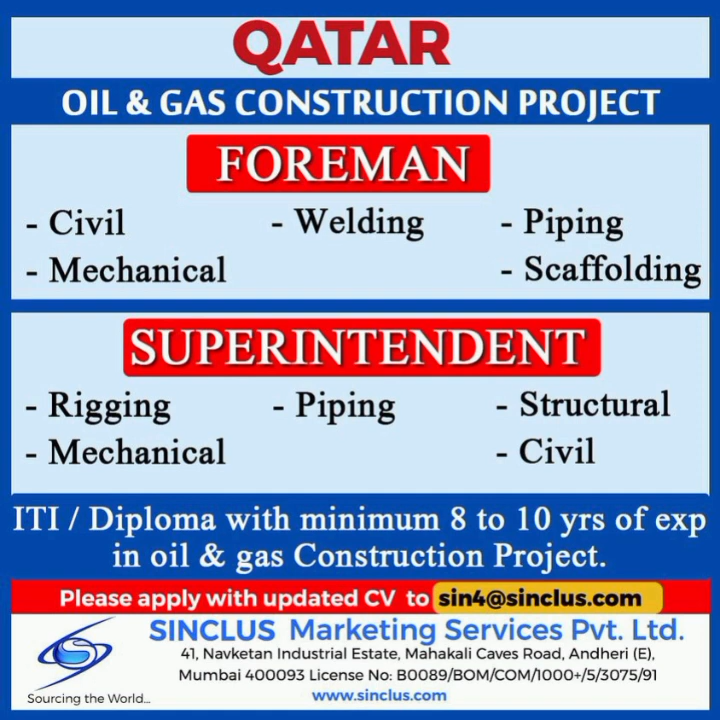 QATAR
OIL & GAS CONSTRUCTION PROJECT
FOREMAN
- Civil - Welding - Piping
- Mechanical - Scaffolding
SUPERINTENDENT
- Rigging - Piping - Structural
- Mechanical - Civil
ITI / Diploma with minimum 8 to 10 yrs of exp
in oil & gas Construction Project.
Please apply with updated CV to sin4@sinclus.com
SINCLUS Marketing Services Pvt. Ltd.
41, Navketan Industrial Estate, Mahakali Caves Road, Andheri (E),
Mumbai 400093 License No: B0089/BOM/COM/1000+/5/3075/91
Sourcing the World...
www.sinclus.com